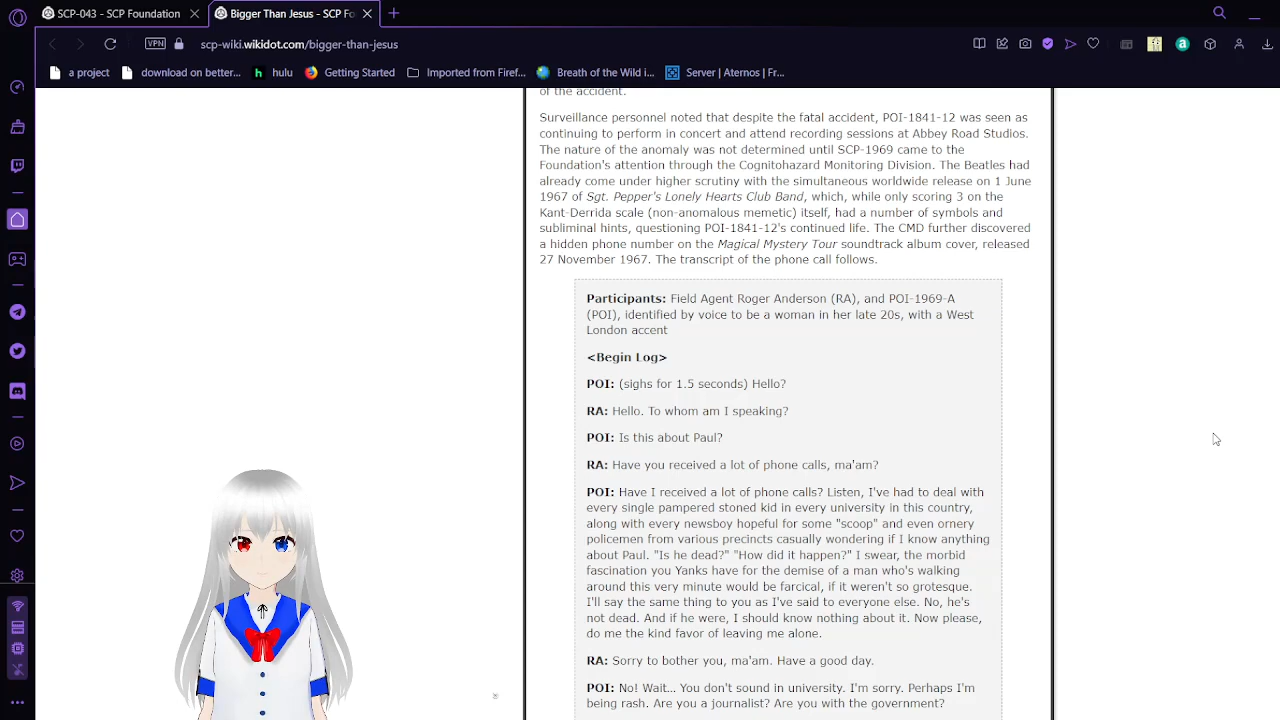 SCP-043 - SCP Foundation
Bigger Than Jesus - SCP Fo
VPN
scp-wiki.wikidot.com/bigger-than-jesus
a project
download on better...
h hulu
Getting Started
Imported from Firef...
Breath of the Wild i...
Server | Aternos | Fr...
of the accident.
Surveillance personnel noted that despite the fatal accident, POI-1841-12 was seen as
continuing to perform in concert and attend recording sessions at Abbey Road Studios.
The nature of the anomaly was not determined until SCP-1969 came to the
Foundation's attention through the Cognitohazard Monitoring Division. The Beatles had
already come under higher scrutiny with the simultaneous worldwide release on 1 June
1967 of Sgt. Pepper's Lonely Hearts Club Band, which, while only scoring 3 on the
Kant-Derrida scale (non-anomalous memetic) itself, had a number of symbols and
subliminal hints, questioning POI-1841-12's continued life. The CMD further discovered
a hidden phone number on the Magical Mystery Tour soundtrack album cover, released
27 November 1967. The transcript of the phone call follows.
Participants: Field Agent Roger Anderson (RA), and POI-1969-A
(POI), identified by voice to be a woman in her late 20s, with a West
London accent
<Begin Log>
POI: (sighs for 1.5 seconds) Hello?
RA: Hello. To whom am I speaking?
POI: Is this about Paul?
RA: Have you received a lot of phone calls, ma'am?
POI: Have I received a lot of phone calls? Listen, I've had to deal with
every single pampered stoned kid in every university in this country,
along with every newsboy hopeful for some "scoop" and even ornery
policemen from various precincts casually wondering if I know anything
about Paul. "Is he dead?" "How did it happen?" I swear, the morbid
fascination you Yanks have for the demise of a man who's walking
around this very minute would be farcical, if it weren't so grotesque.
I'll say the same thing to you as I've said to everyone else. No, he's
not dead. And if he were, I should know nothing about it. Now please,
do me the kind favor of leaving me alone.
RA: Sorry to bother you, ma'am. Have a good day.
POI: No! Wait... You don't sound in university. I'm sorry. Perhaps I'm
being rash. Are you a journalist? Are you with the government?